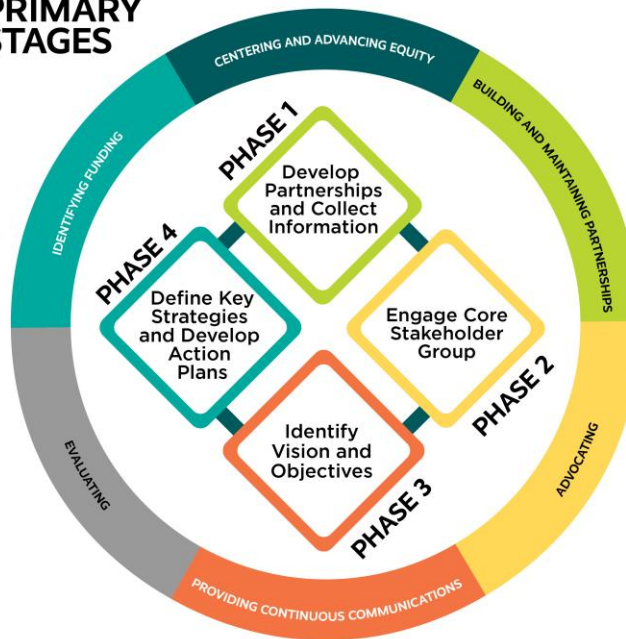 PRIMARY
STAGES
CENTERING AND ADVANCING EQUITY
BUILDING AND MAINTAINING PARTNERSHIPS
ADVOCATING
PROVIDING CONTINUOUS COMMUNICATIONS
EVALUATING
IDENTIFYING FUNDING
PHASE 1
Develop
Partnerships
and Collect
Information
PHASE 2
Engage Core
Stakeholder
Group
PHASE 3
Identify
Vision and
Objectives
PHASE 4
Define Key
Strategies
and Develop
Action
Plans